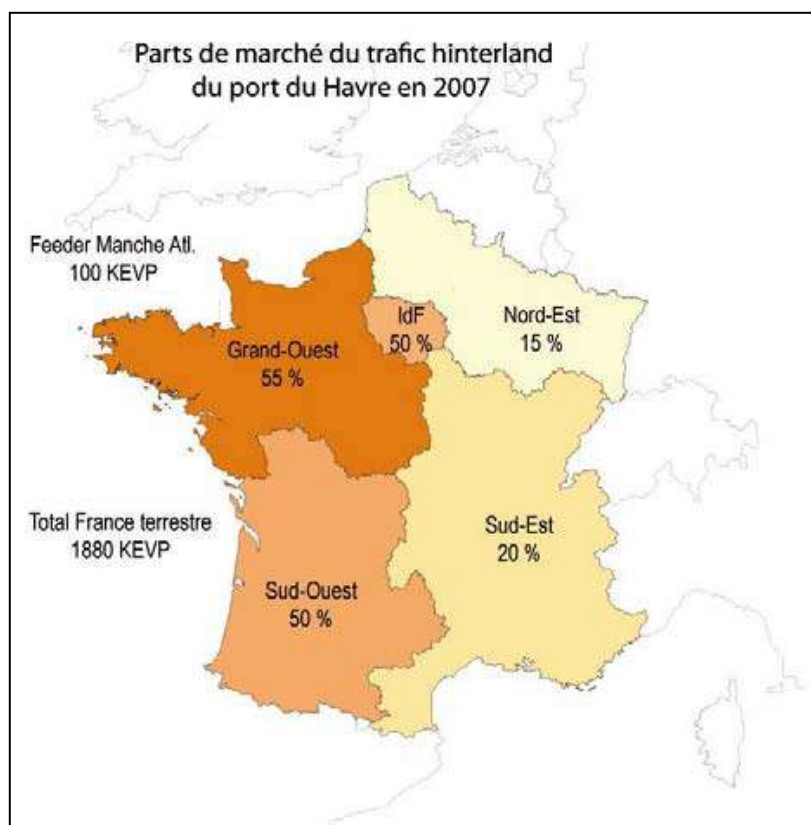 Parts de marché du trafic hinterland
du port du Havre en 2007
Feeder Manche Atl.
100 KEVP
IdF
50 %
Nord-Est
15 %
Grand-Ouest
55 %
Total France terrestre
1880 KEVP
Sud-Est
20 %
Sud-Ouest
50 %